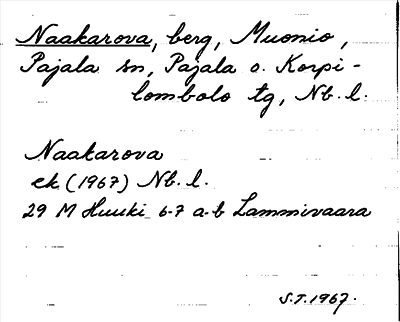 Naakarova, berg, Muonio,
Pajala sn, Pajala o. Korpi-
lombolo tg, Nb. l.
Naakarova
ek (1967) Nb. l.
29 M Huuki 6-7 a-b Lammivaara
S.T. 1967.